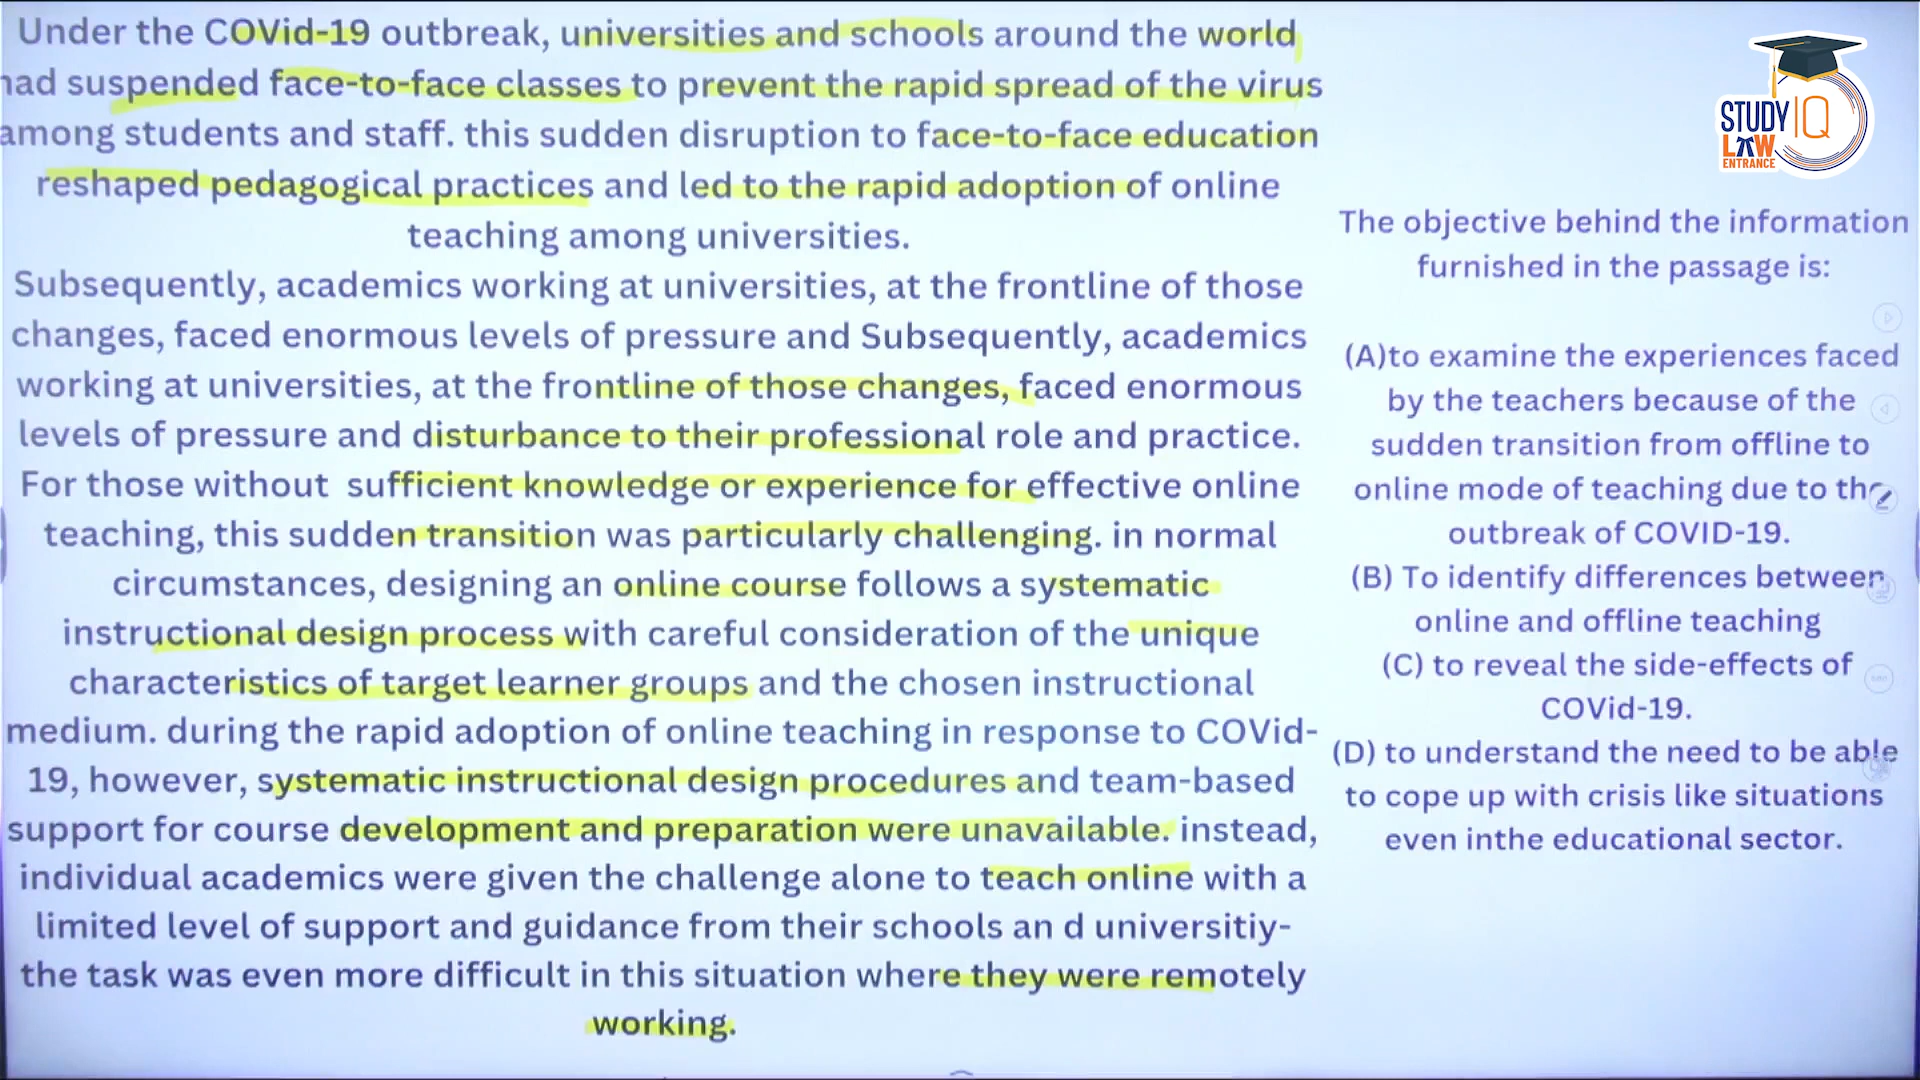 Under the COVid-19 outbreak, universities and schools around the world
had suspended face-to-face classes to prevent the rapid spread of the virus
among students and staff. this sudden disruption to face-to-face education
reshaped pedagogical practices and led to the rapid adoption of online
teaching among universities.
Subsequently, academics working at universities, at the frontline of those
changes, faced enormous levels of pressure and Subsequently, academics
working at universities, at the frontline of those changes, faced enormous
levels of pressure and disturbance to their professional role and practice.
For those without sufficient knowledge or experience for effective online
teaching, this sudden transition was particularly challenging. in normal
circumstances, designing an online course follows a systematic
instructional design process with careful consideration of the unique
characteristics of target learner groups and the chosen instructional
medium. during the rapid adoption of online teaching in response to COVid-
19, however, systematic instructional design procedures and team-based
support for course development and preparation were unavailable. instead,
individual academics were given the challenge alone to teach online with a
limited level of support and guidance from their schools an d universitiy-
the task was even more difficult in this situation where they were remotely
working.
STUDY IQ
LAW
ENTRANCE
The objective behind the information
furnished in the passage is:
(A)to examine the experiences faced
by the teachers because of the
sudden transition from offline to
online mode of teaching due to the
outbreak of COVID-19.
(B) To identify differences between
online and offline teaching
(C) to reveal the side-effects of
COVid-19.
(D) to understand the need to be able
to cope up with crisis like situations
even inthe educational sector.